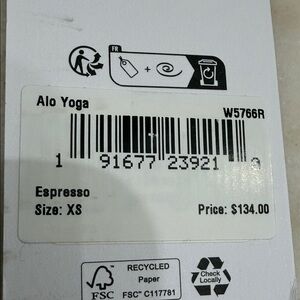 FR
Alo Yoga
W5766R
1 91677 23921
Espresso
Size: XS
Price: $134.00
RECYCLED
Paper
FSC
FSC™ C117781
Check
Locally